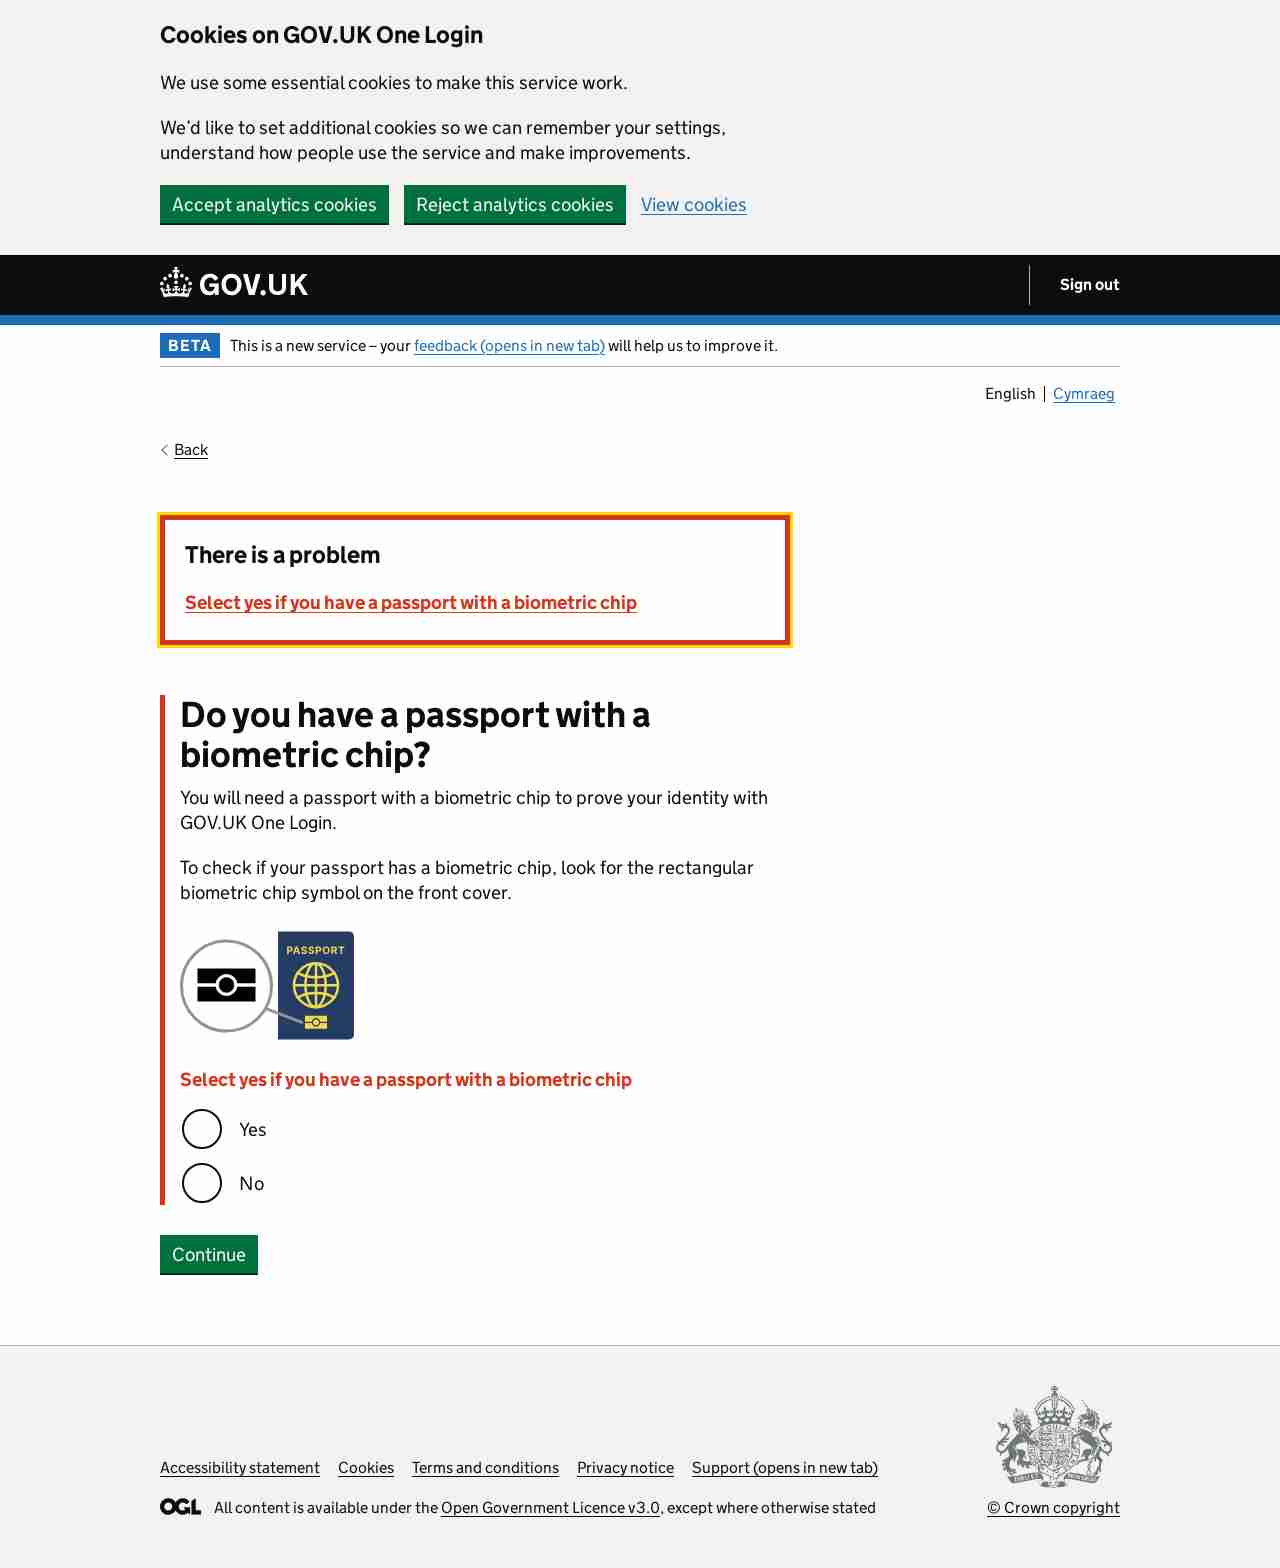 Cookies on GOV.UK One Login
We use some essential cookies to make this service work.
We’d like to set additional cookies so we can remember your settings,
understand how people use the service and make improvements.
Accept analytics cookies Reject analytics cookies View cookies
GOV.UK Sign out
BETA This is a new service – your feedback (opens in new tab) will help us to improve it.
English Cymraeg
Back
There is a problem
Select yes if you have a passport with a biometric chip
Do you have a passport with a
biometric chip?
You will need a passport with a biometric chip to prove your identity with
GOV.UK One Login.
To check if your passport has a biometric chip, look for the rectangular
biometric chip symbol on the front cover.
PASSPORT
Select yes if you have a passport with a biometric chip
Yes
No
Continue
Accessibility statement Cookies Terms and conditions Privacy notice Support (opens in new tab)
OGL All content is available under the Open Government Licence v3.0, except where otherwise stated
© Crown copyright